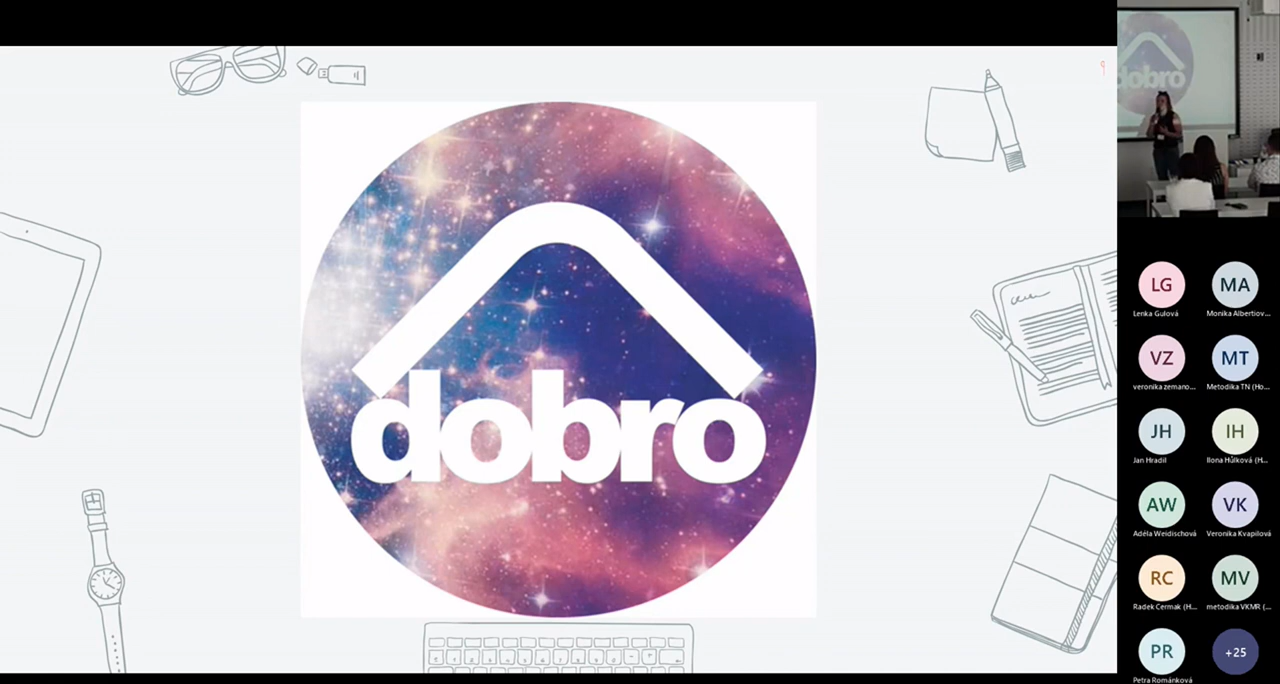 dobro
dobro
LG
Lenka Gulová
MA
Monika Albertiov...
VZ
veronika zemano...
MT
Metodika TN (Ho...
JH
Jan Hradil
IH
Ilona Hůlková (H...
AW
Adéla Weidischová
VK
Veronika Kvapilová
RC
Radek Cermak (H...
MV
metodika VKMR (...
PR
Petra Románková
+25